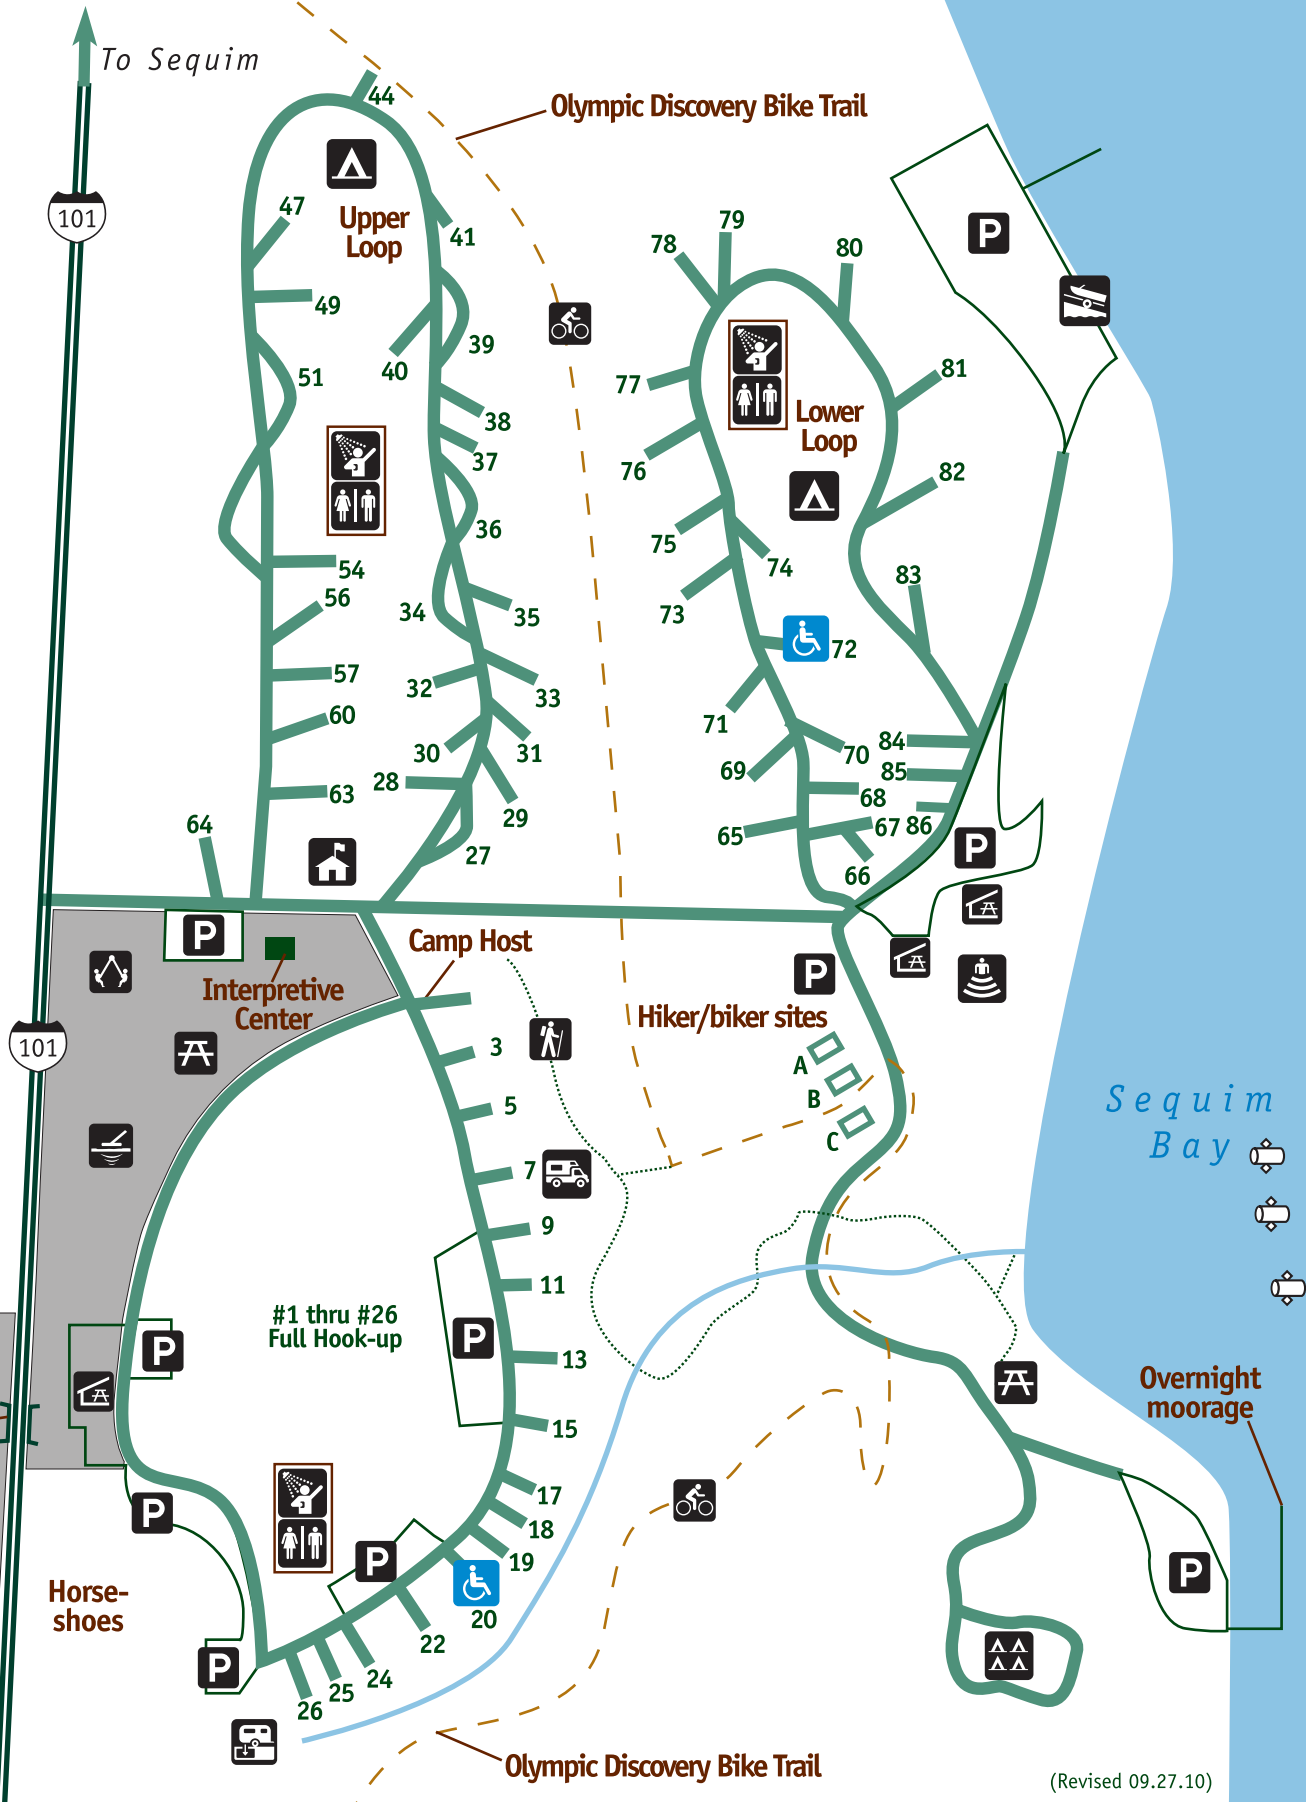 To Sequim
44
Olympic Discovery Bike Trail
47
101
Upper
Loop
41
79
78
80
P
49
39
51
40
77
81
38
Lower
Loop
37
76
82
36
75
74
54
83
56
34
35
73
72
57
32
33
60
71
30
31
70
84
28
69
85
63
68
29
64
65
67
86
27
66
P
P
Camp Host
P
Interpretive
Center
Hiker/biker sites
101
3
A
5
B
C
Sequim
Bay
7
9
11
#1 thru #26
Full Hook-up
P
P
13
Overnight
moorage
15
17
P
18
19
P
P
Horse-
shoes
20
22
P
24
25
26
Olympic Discovery Bike Trail
(Revised 09.27.10)